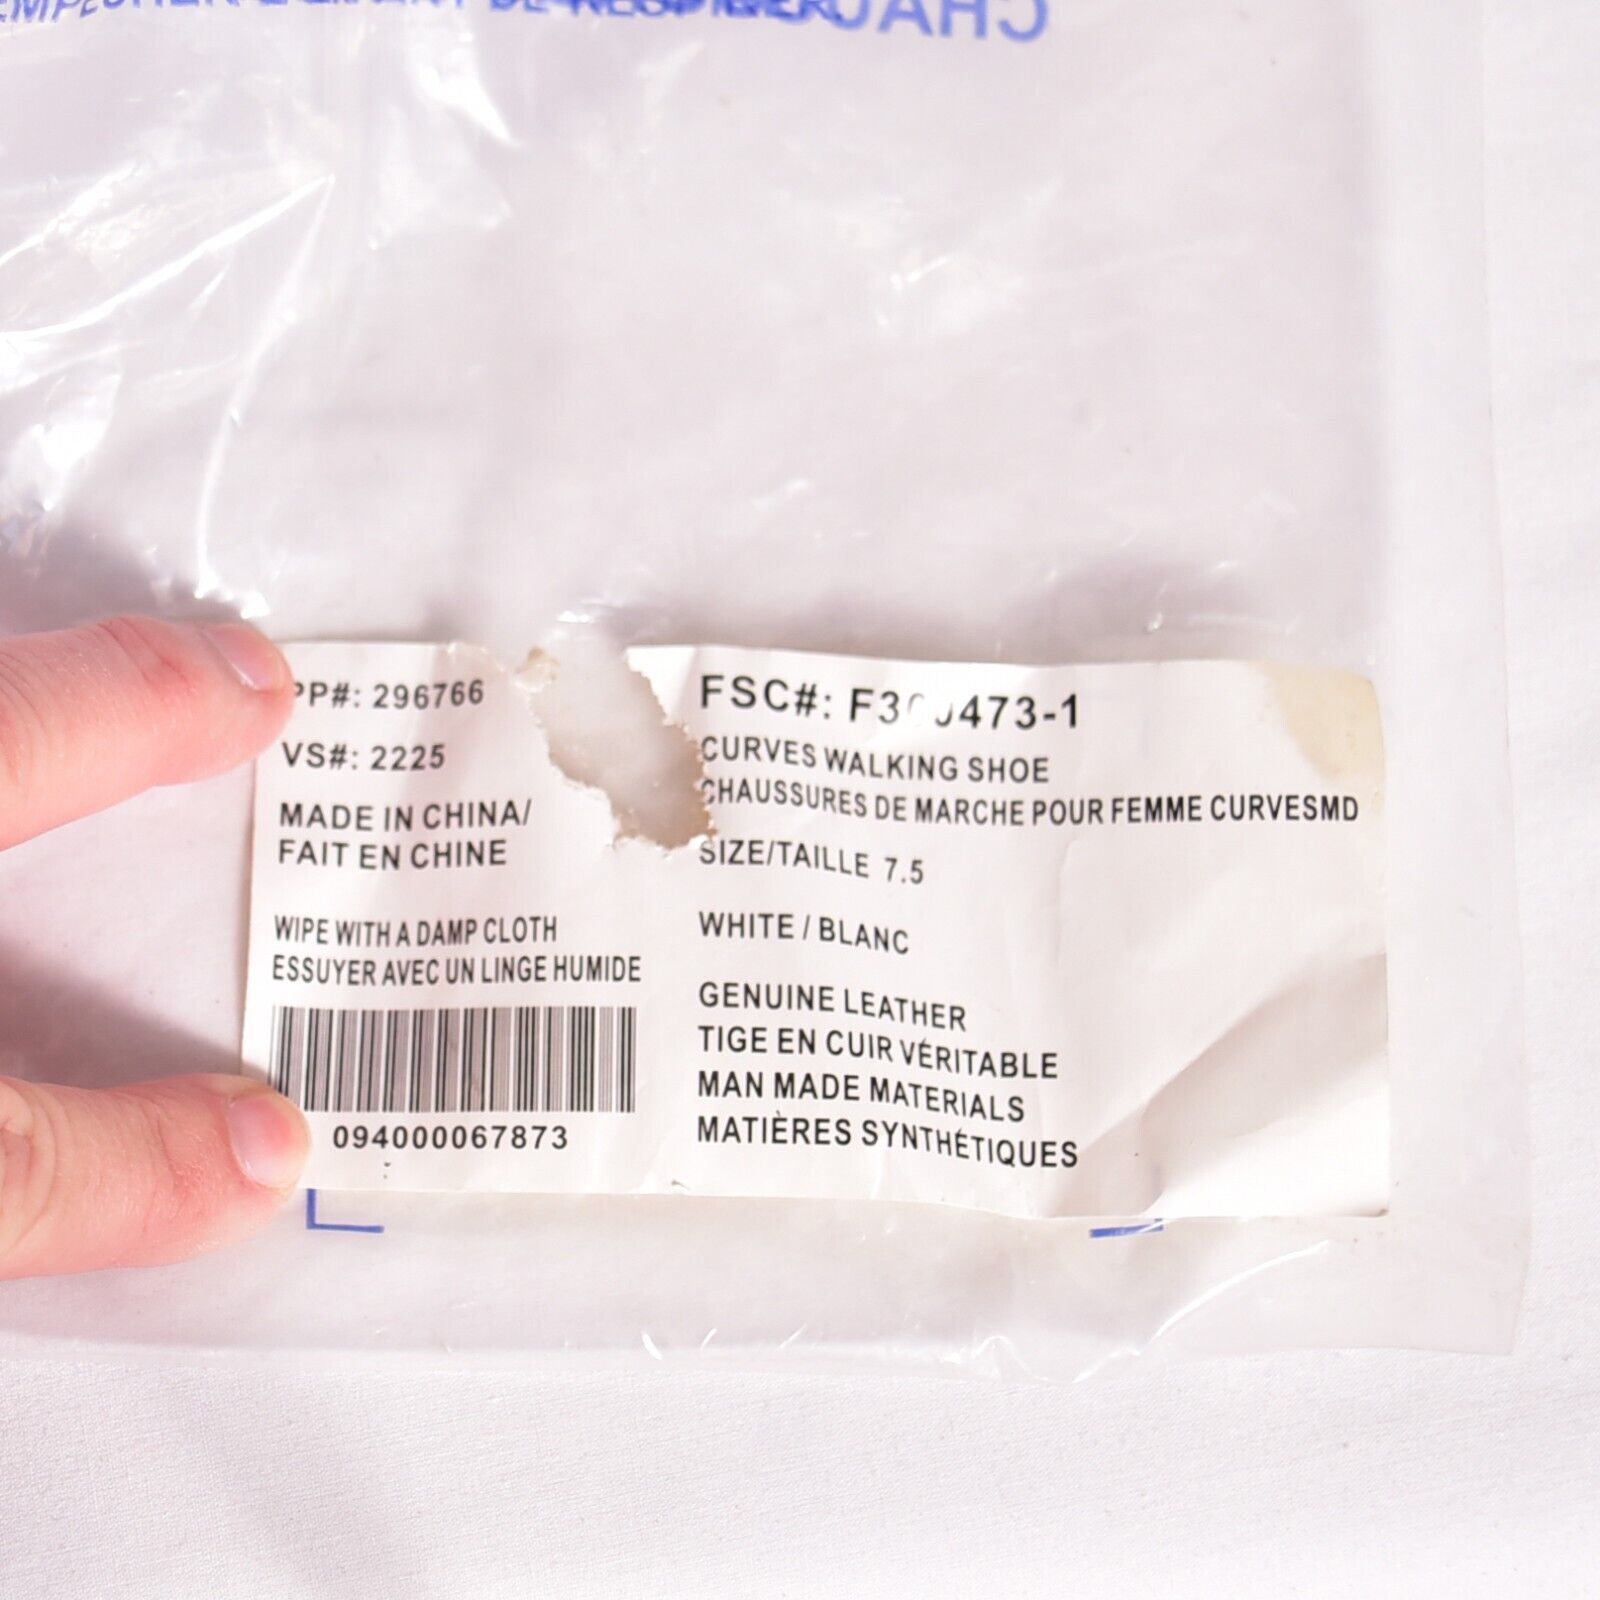 PP#: 296766
VS#: 2225
MADE IN CHINA/
FAIT EN CHINE
WIPE WITH A DAMP CLOTH
ESSUYER AVEC UN LINGE HUMIDE
094000067873
FSC#:
CURVES WALKING SHOE
CHAUSSURES DE MARCHE POUR FEMME CURVESMD
SIZE/TAILLE 7.5
WHITE / BLANC
GENUINE LEATHER
TIGE EN CUIR VÉRITABLE
MAN MADE MATERIALS
MATIÈRES SYNTHÉTIQUES